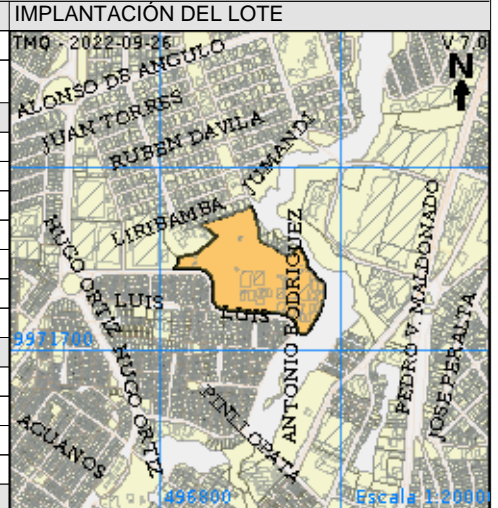 IMPLANTACIÓN DEL LOTE
TMQ - 2022-09-26
V 7.0
N
ALONSO DE ANGULO
JUAN TORRES
RUBEN DAVILA
JUMANDI
LIRIBAMBA
HUGO ORTIZ
HUGO ORTIZ
LUIS
LUIS
ANTONIO RODRIGUEZ
PEDRO V. MALDONADO
JOSE PERALTA
9971700
PINLLOPATA
AGUANOS
496800
Escala 1:2000